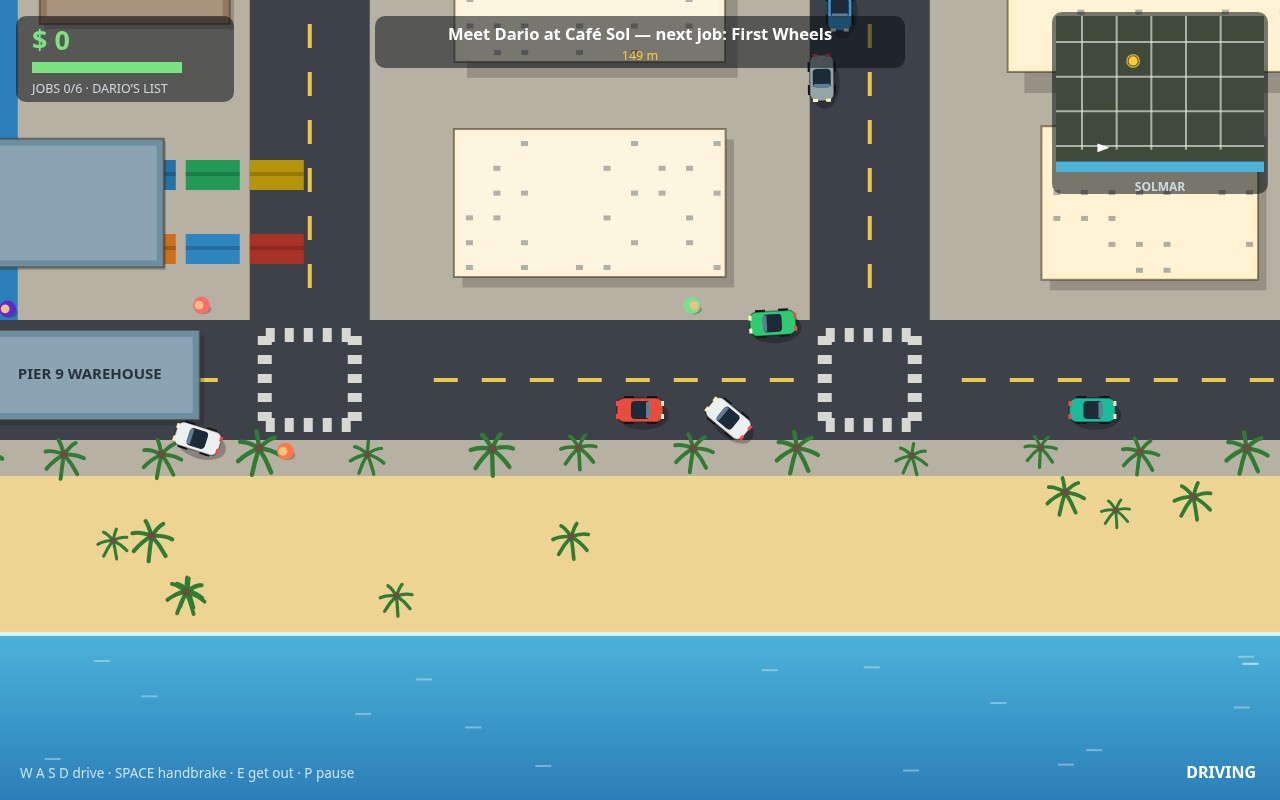 $ 0
JOBS 0/6 · DARIO'S LIST
Meet Dario at Café Sol — next job: First Wheels
149 m
SOLMAR
PIER 9 WAREHOUSE
W A S D drive · SPACE handbrake · E get out · P pause
DRIVING